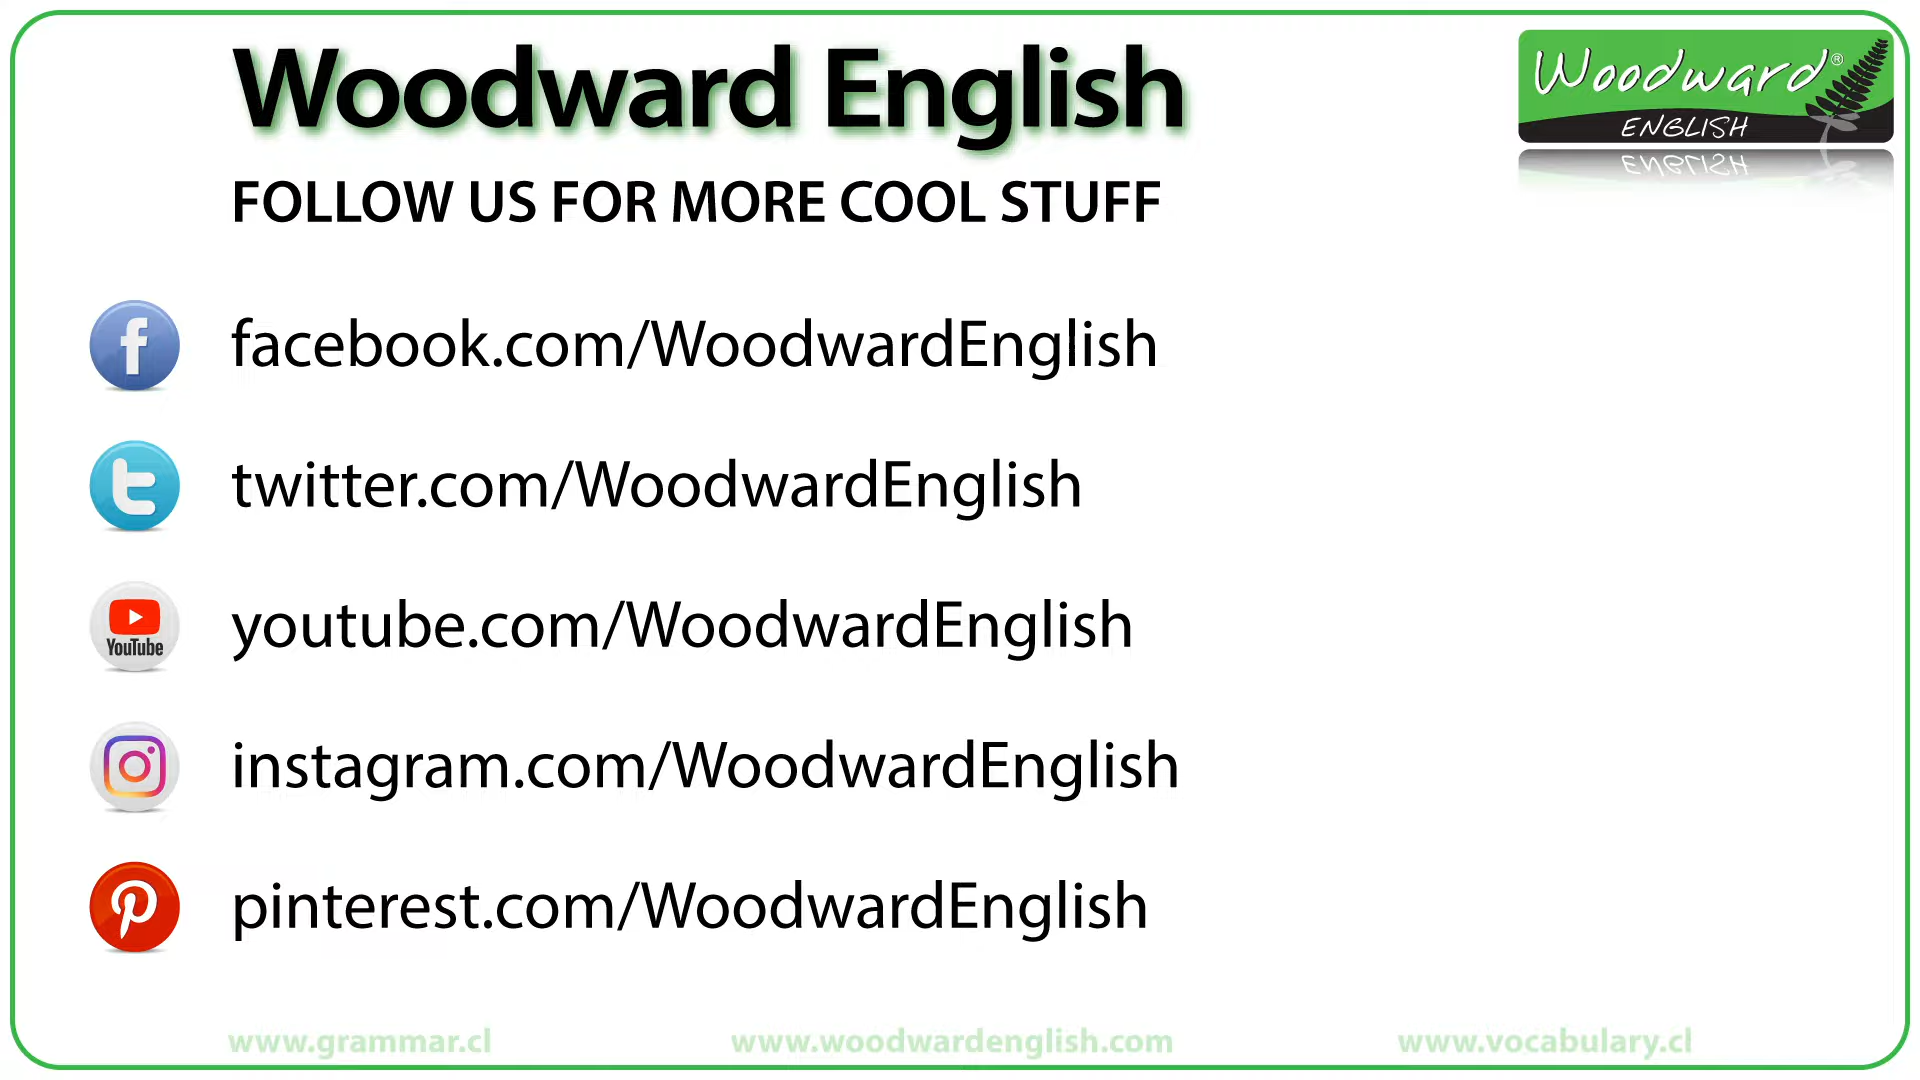 Woodward English
Woodward®
ENGLISH
FOLLOW US FOR MORE COOL STUFF
f facebook.com/WoodwardEnglish
t twitter.com/WoodwardEnglish
YouTube youtube.com/WoodwardEnglish
instagram.com/WoodwardEnglish
pinterest.com/WoodwardEnglish
www.grammar.cl www.woodwardenglish.com www.vocabulary.cl